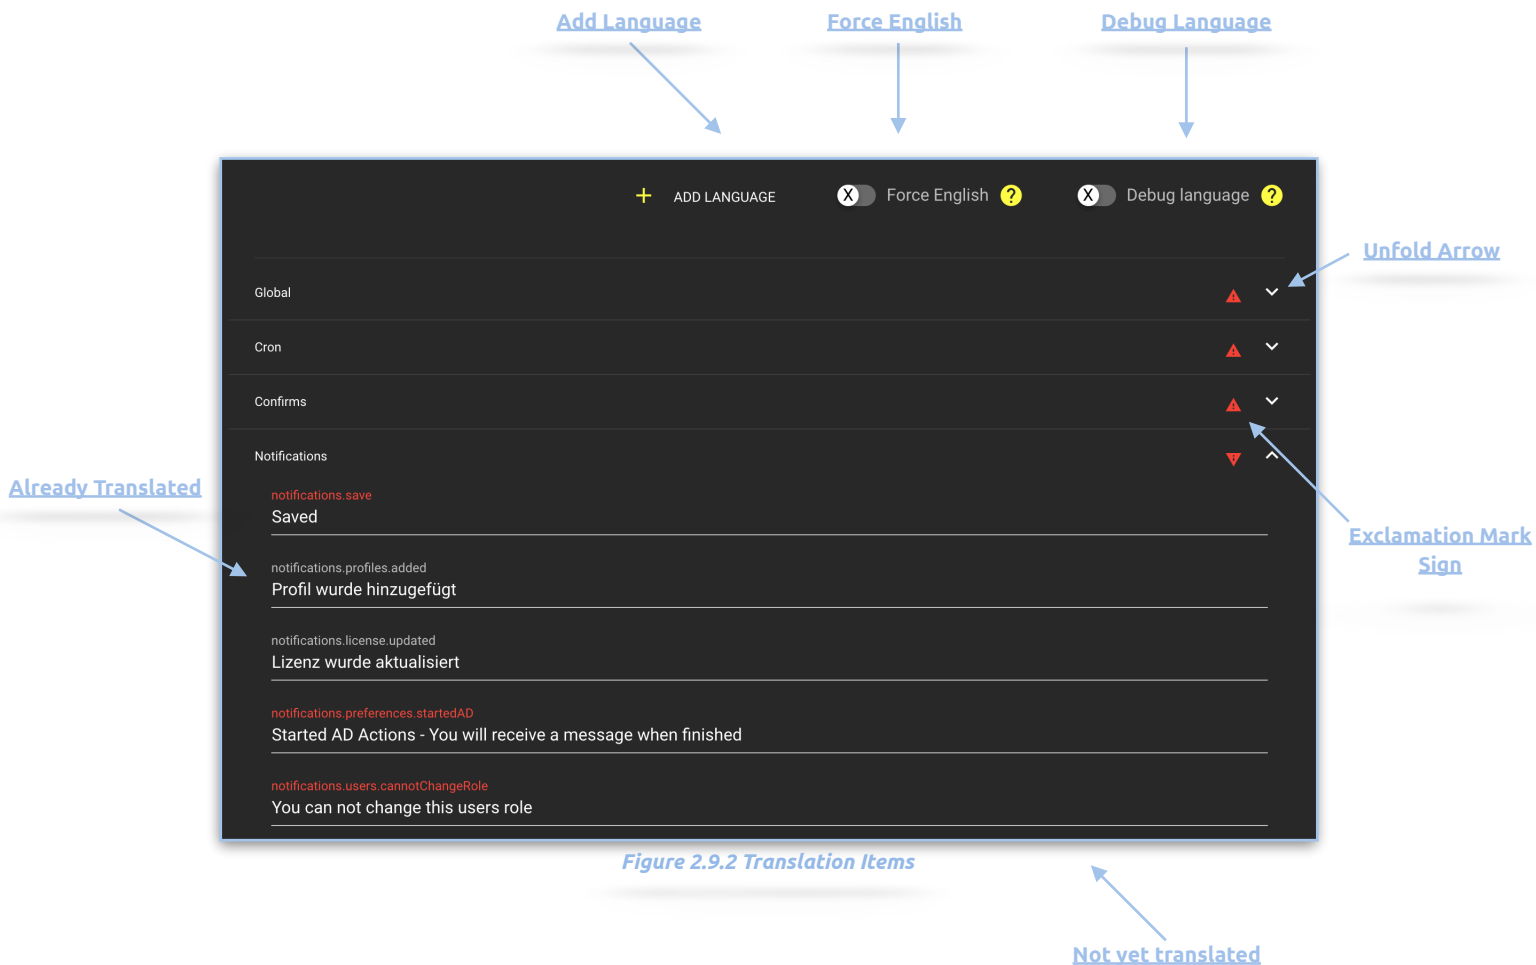 Add Language
Force English
Debug Language
+ ADD LANGUAGE
X Force English ?
X Debug language ?
Unfold Arrow
Global
Cron
Confirms
Notifications
Already Translated
notifications.save
Saved
Exclamation Mark
Sign
notifications.profiles.added
Profil wurde hinzugefügt
notifications.license.updated
Lizenz wurde aktualisiert
notifications.preferences.startedAD
Started AD Actions - You will receive a message when finished
notifications.users.cannotChangeRole
You can not change this users role
Figure 2.9.2 Translation Items
Not yet translated